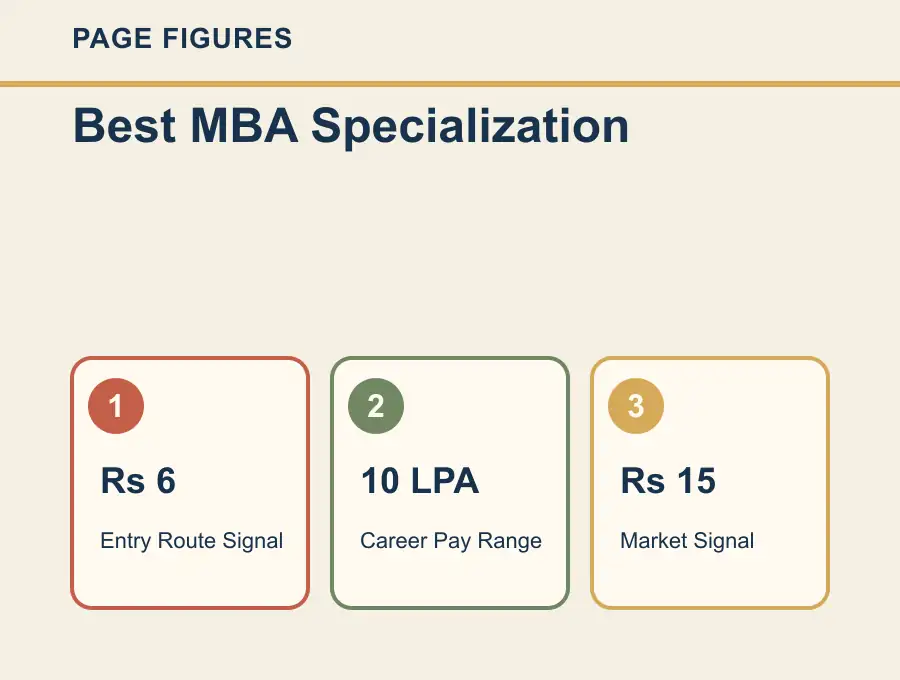 PAGE FIGURES
Best MBA Specialization
1
Rs 6
Entry Route Signal
2
10 LPA
Career Pay Range
3
Rs 15
Market Signal